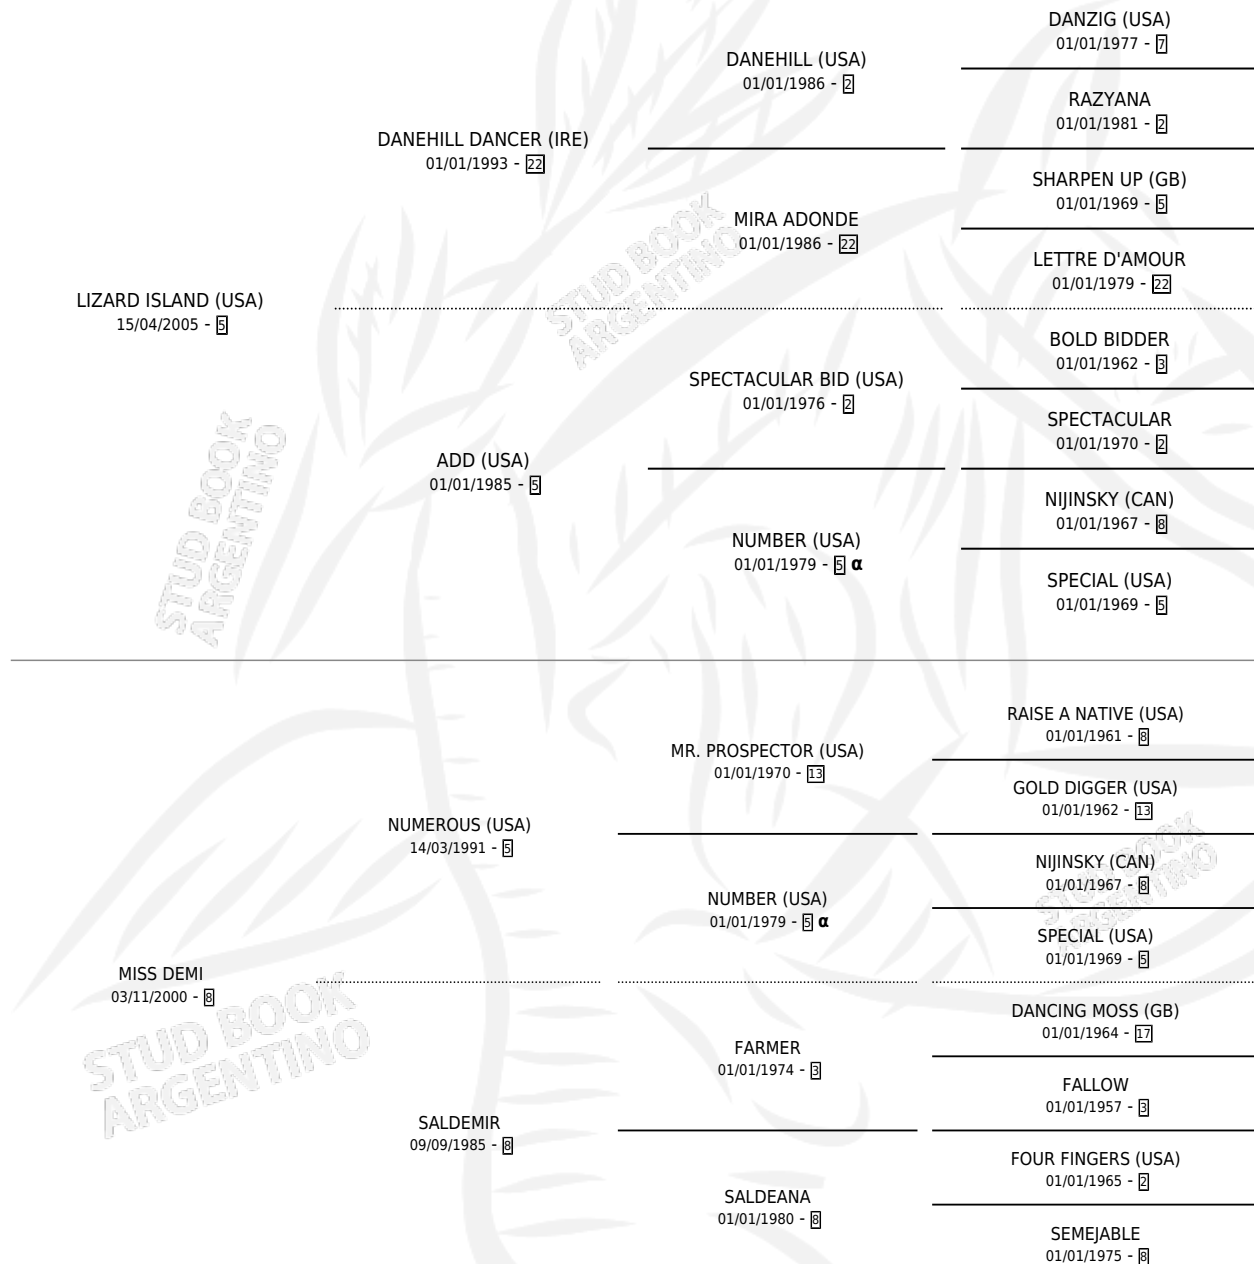 DANZIG (USA)
01/01/1977 - 7
DANEHILL (USA)
01/01/1986 - 2
RAZYANA
01/01/1981 - 2
DANEHILL DANCER (IRE)
01/01/1993 - 22
SHARPEN UP (GB)
01/01/1969 - 5
MIRA ADONDE
01/01/1986 - 22
LETTRE D'AMOUR
01/01/1979 - 22
LIZARD ISLAND (USA)
15/04/2005 - 5
BOLD BIDDER
01/01/1962 - 3
SPECTACULAR BID (USA)
01/01/1976 - 2
SPECTACULAR
01/01/1970 - 2
ADD (USA)
01/01/1985 - 5
NIJINSKY (CAN)
01/01/1967 - 8
NUMBER (USA)
01/01/1979 - 5 α
SPECIAL (USA)
01/01/1969 - 5
RAISE A NATIVE (USA)
01/01/1961 - 8
MR. PROSPECTOR (USA)
01/01/1970 - 13
GOLD DIGGER (USA)
01/01/1962 - 13
NUMEROUS (USA)
14/03/1991 - 5
NIJINSKY (CAN)
01/01/1967 - 8
NUMBER (USA)
01/01/1979 - 5 α
SPECIAL (USA)
01/01/1969 - 5
MISS DEMI
03/11/2000 - 8
DANCING MOSS (GB)
01/01/1964 - 17
FARMER
01/01/1974 - 3
FALLOW
01/01/1957 - 3
SALDEMIR
09/09/1985 - 8
FOUR FINGERS (USA)
01/01/1965 - 2
SALDEANA
01/01/1980 - 8
SEMEJABLE
01/01/1975 - 8
STUD BOOK
ARGENTINO
STUD BOOK
ARGENTINO
STUD BOOK
ARGENTINO
STUD BOOK
ARGENTINO